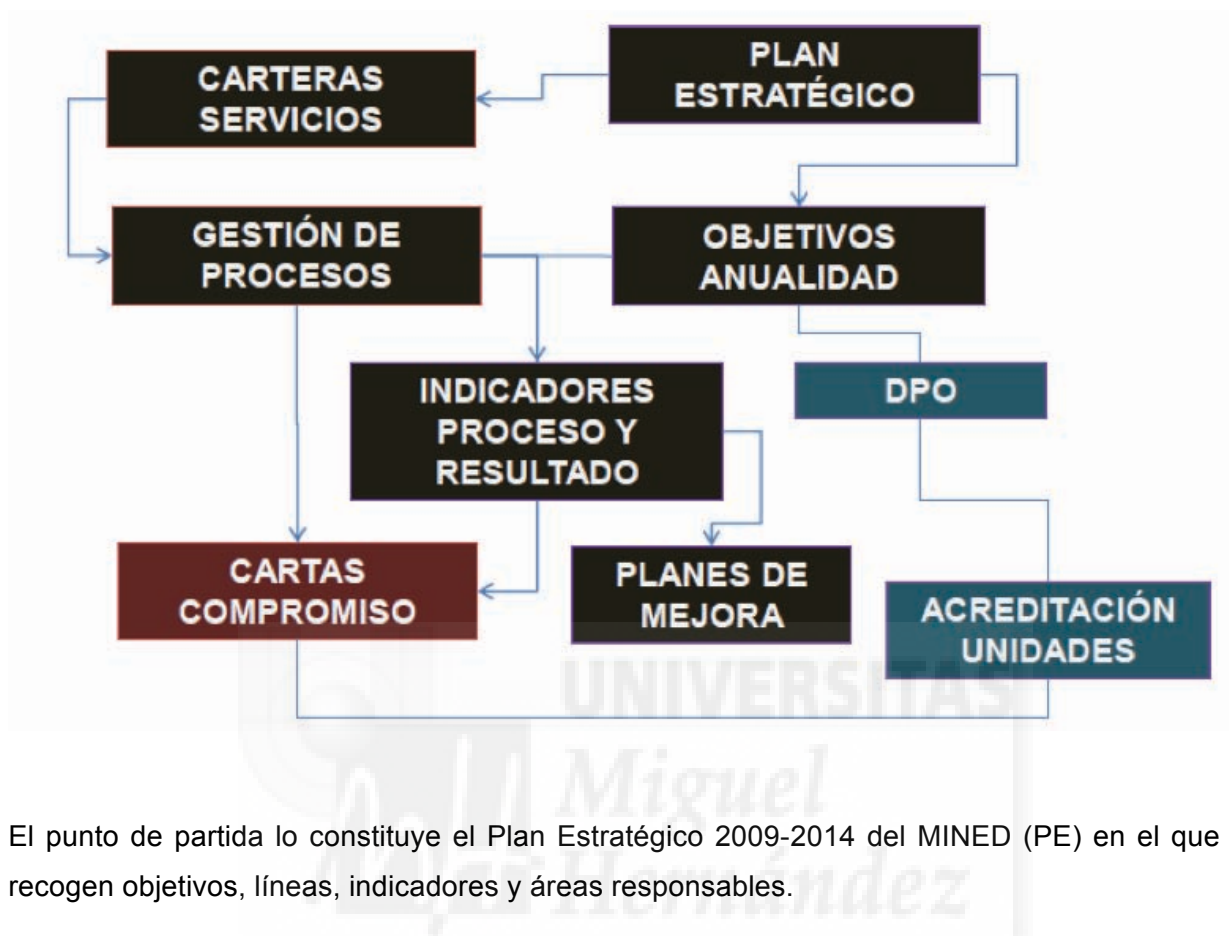 CARTERAS
SERVICIOS
PLAN
ESTRATÉGICO
GESTIÓN DE
PROCESOS
OBJETIVOS
ANUALIDAD
INDICADORES
PROCESO Y
RESULTADO
DPO
CARTAS
COMPROMISO
PLANES DE
MEJORA
ACREDITACIÓN
UNIDADES
UNIVERSITAS
Miguel
Hernández
El punto de partida lo constituye el Plan Estratégico 2009-2014 del MINED (PE) en el que
recogen objetivos, líneas, indicadores y áreas responsables.